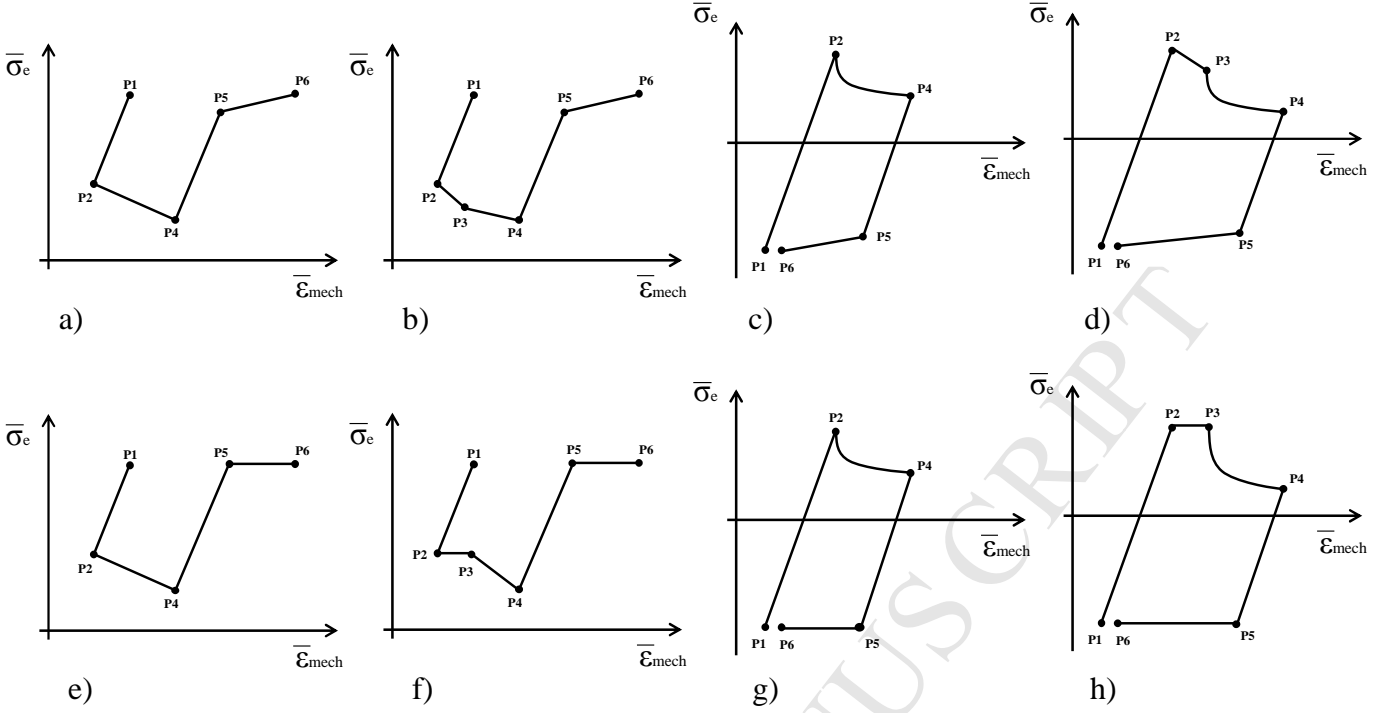 σ̅e
P1
P2
P4
P5
P6
ε̅mech
a)
σ̅e
P1
P2
P3
P4
P5
P6
ε̅mech
b)
σ̅e
P2
P4
P5
P1
P6
ε̅mech
c)
σ̅e
P2
P3
P4
P5
P1
P6
ε̅mech
d)
σ̅e
P1
P2
P4
P5
P6
ε̅mech
e)
σ̅e
P1
P2
P3
P4
P5
P6
ε̅mech
f)
σ̅e
P2
P4
P1
P6
P5
ε̅mech
g)
σ̅e
P2
P3
P4
P1
P6
P5
ε̅mech
h)
NUSCRIPT